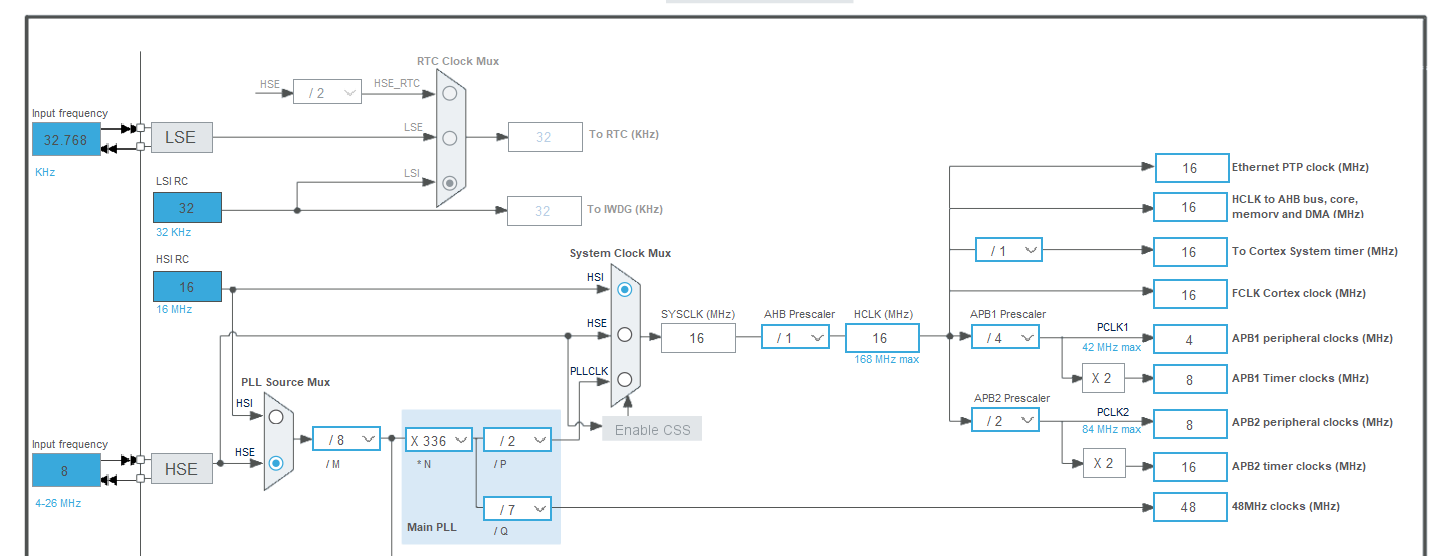 RTC Clock Mux
HSE
/ 2
HSE_RTC
Input frequency
32.768
KHz
LSE
LSE
32
To RTC (KHz)
LSI RC
LSI
32
32 KHz
32
To IWDG (KHz)
HSI RC
16
16 MHz
System Clock Mux
HSI
HSE
PLLCLK
SYSCLK (MHz)
16
AHB Prescaler
/ 1
HCLK (MHz)
16
168 MHz max
16
Ethernet PTP clock (MHz)
16
HCLK to AHB bus, core,
memory and DMA (MHz)
/ 1
16
To Cortex System timer (MHz)
16
FCLK Cortex clock (MHz)
APB1 Prescaler
/ 4
PCLK1
42 MHz max
4
APB1 peripheral clocks (MHz)
X 2
8
APB1 Timer clocks (MHz)
APB2 Prescaler
/ 2
PCLK2
84 MHz max
8
APB2 peripheral clocks (MHz)
X 2
16
APB2 timer clocks (MHz)
48
48MHz clocks (MHz)
PLL Source Mux
HSI
HSE
Input frequency
8
4-26 MHz
HSE
/ 8
/ M
X 336
* N
/ 2
/ P
/ 7
/ Q
Main PLL
Enable CSS